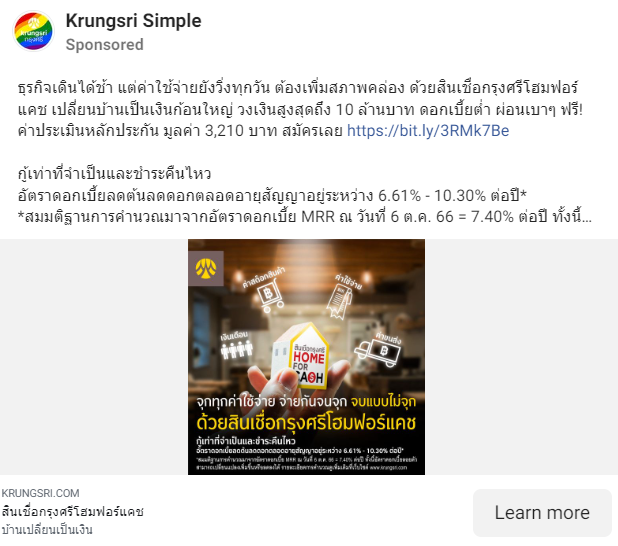 Krungsri Simple
Sponsored
ธุรกิจเดินได้ช้า แต่ค่าใช้จ่ายยังวิ่งทุกวัน ต้องเพิ่มสภาพคล่อง ด้วยสินเชื่อกรุงศรีโฮมฟอร์
แคช เปลี่ยนบ้านเป็นเงินก้อนใหญ่ วงเงินสูงสุดถึง 10 ล้านบาท ดอกเบี้ยต่ำ ผ่อนเบาๆ ฟรี!
ค่าประเมินหลักประกัน มูลค่า 3,210 บาท สมัครเลย https://bit.ly/3RMk7Be
กู้เท่าที่จำเป็นและชำระคืนไหว
อัตราดอกเบี้ยลดต้นลดดอกตลอดอายุสัญญาอยู่ระหว่าง 6.61% - 10.30% ต่อปี*
*สมมติฐานการคำนวณมาจากอัตราดอกเบี้ย MRR ณ วันที่ 6 ต.ค. 66 = 7.40% ต่อปี ทั้งนี้...
krungsri
กรุงศรี
ค่าสต็อกสินค้า
ค่าใช้จ่าย
เงินเดือน
ค่าขนส่ง
สินเชื่อกรุงศรี
HOME
FOR
CASH
จุกทุกค่าใช้จ่าย จ่ายกันจนจุก จบแบบไม่จุก
ด้วยสินเชื่อกรุงศรีโฮมฟอร์แคช
กู้เท่าที่จำเป็นและชำระคืนไหว
อัตราดอกเบี้ยลดต้นลดดอกตลอดอายุสัญญาอยู่ระหว่าง 6.61% - 10.30% ต่อปี*
KRUNGSRI.COM
สินเชื่อกรุงศรีโฮมฟอร์แคช
บ้านเปลี่ยนเป็นเงิน
Learn more